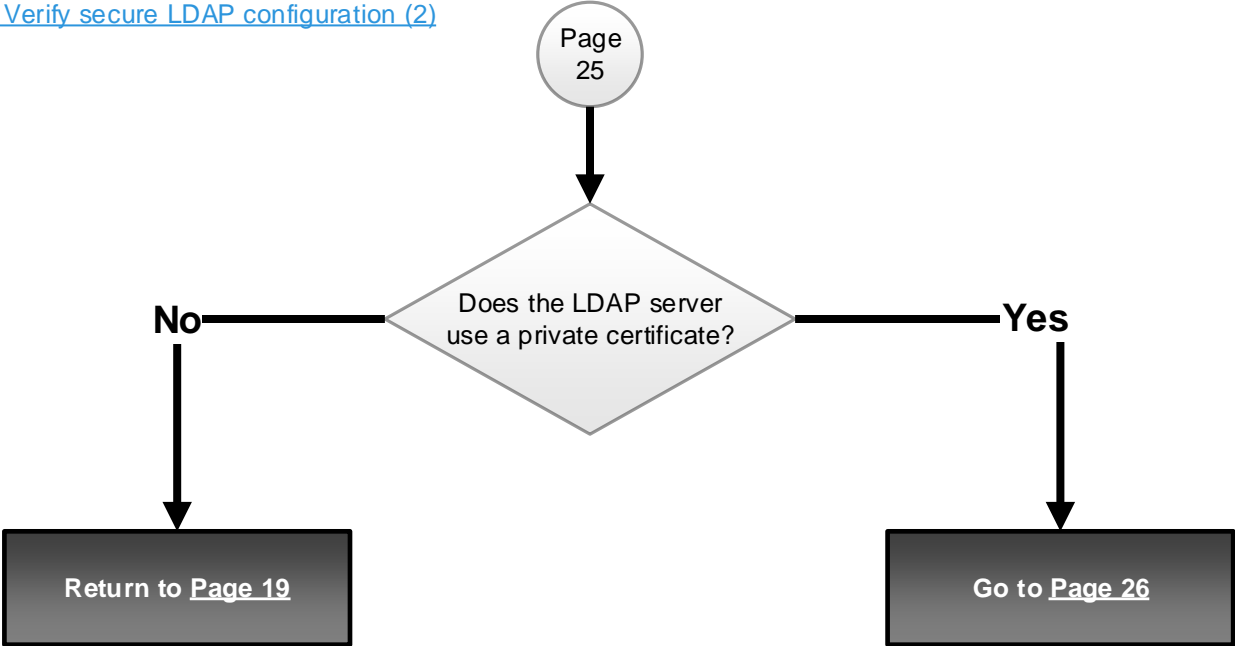 Verify secure LDAP configuration (2)
Page
25
Does the LDAP server
use a private certificate?
No
Yes
Return to Page 19
Go to Page 26